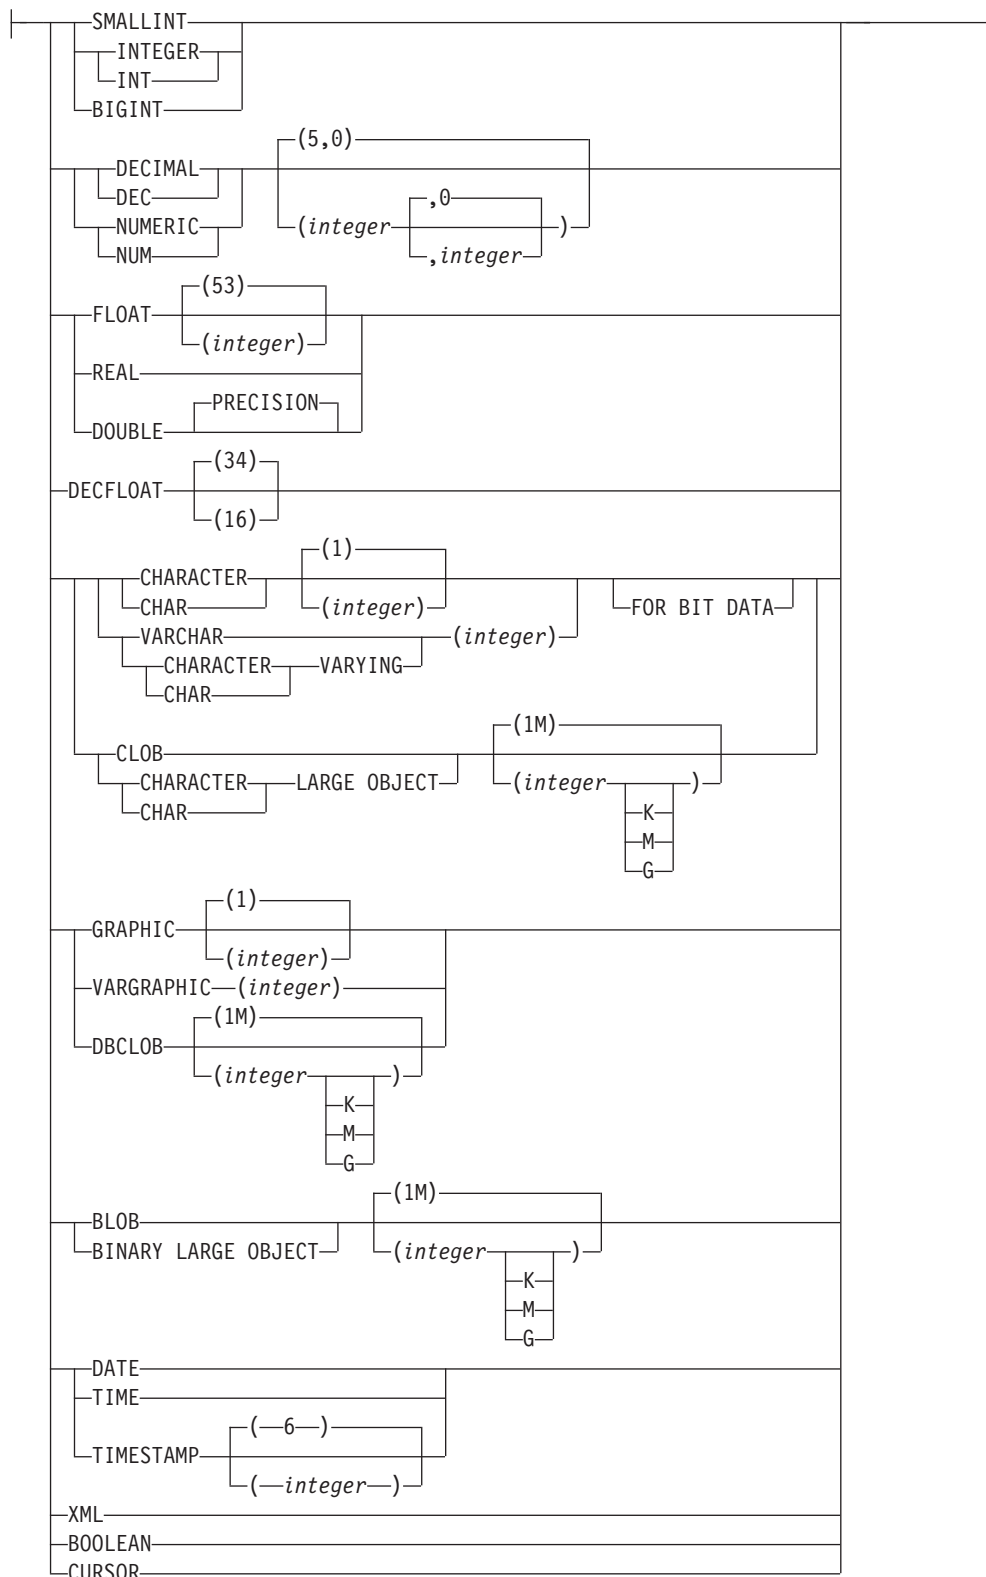 SMALLINT
INTEGER
INT
BIGINT
(5,0)
DECIMAL
DEC
,0
NUMERIC (integer )
NUM ,integer
(53)
FLOAT
(integer)
REAL
PRECISION
DOUBLE
(34)
DECFLOAT
(16)
(1)
CHARACTER
CHAR (integer) FOR BIT DATA
VARCHAR (integer)
CHARACTER VARYING
CHAR
(1M)
CLOB
CHARACTER LARGE OBJECT (integer )
CHAR K
M
G
(1)
GRAPHIC
(integer)
VARGRAPHIC (integer)
(1M)
DBCLOB
(integer )
K
M
G
(1M)
BLOB
BINARY LARGE OBJECT (integer )
K
M
G
DATE
TIME
( 6 )
TIMESTAMP
( integer )
XML
BOOLEAN
CURSOR